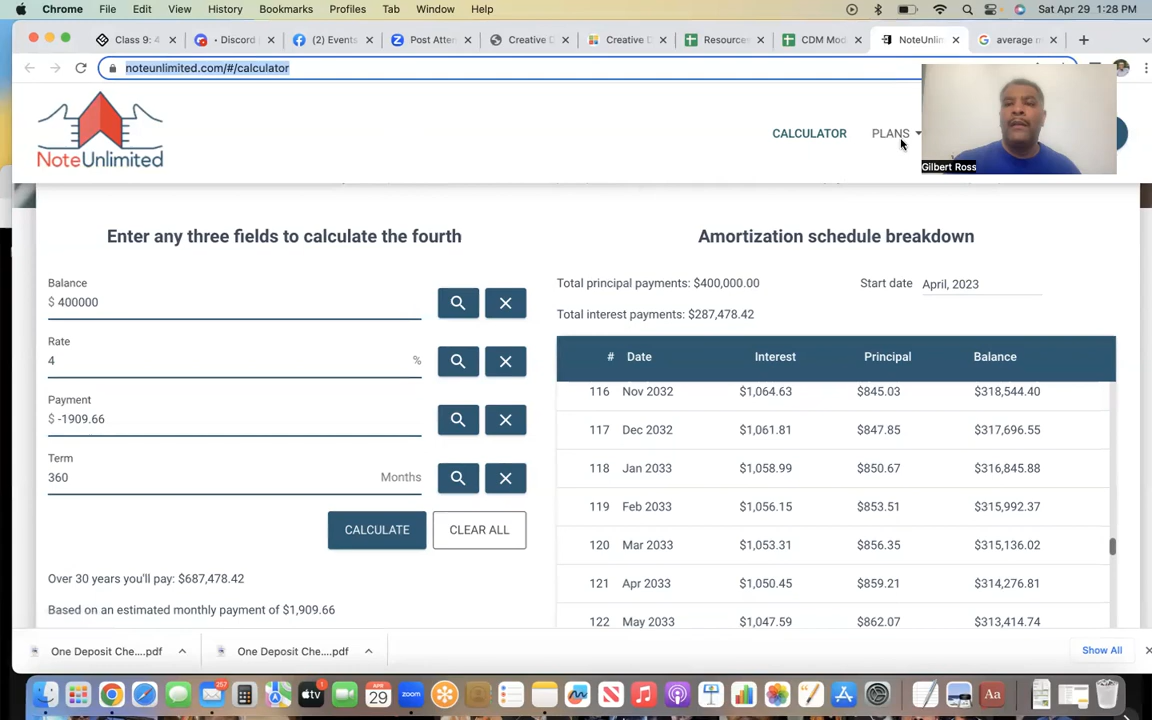 Chrome File Edit View History Bookmarks Profiles Tab Window Help Sat Apr 29 1:28 PM
Class 9: 4 • Discord | (2) Events Post Atten Creative D Creative D Resource CDM Mod NoteUnlim average m
noteunlimited.com/#/calculator
NoteUnlimited
CALCULATOR PLANS
Gilbert Ross
Enter any three fields to calculate the fourth
Balance
$ 400000
Rate
4 %
Payment
$ -1909.66
Term
360 Months
CALCULATE CLEAR ALL
Over 30 years you'll pay: $687,478.42
Based on an estimated monthly payment of $1,909.66
Amortization schedule breakdown
Total principal payments: $400,000.00 Start date April, 2023
Total interest payments: $287,478.42
# Date Interest Principal Balance
116 Nov 2032 $1,064.63 $845.03 $318,544.40
117 Dec 2032 $1,061.81 $847.85 $317,696.55
118 Jan 2033 $1,058.99 $850.67 $316,845.88
119 Feb 2033 $1,056.15 $853.51 $315,992.37
120 Mar 2033 $1,053.31 $856.35 $315,136.02
121 Apr 2033 $1,050.45 $859.21 $314,276.81
122 May 2033 $1,047.59 $862.07 $313,414.74
One Deposit Che....pdf One Deposit Che....pdf Show All
257 tv APR 29 zoom N Aa